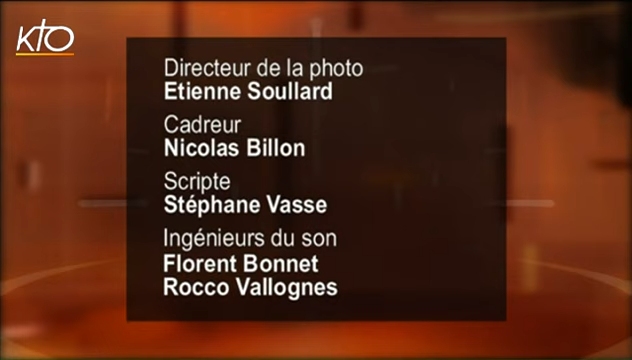 KTO
Directeur de la photo
Etienne Soullard
Cadreur
Nicolas Billon
Scripte
Stéphane Vasse
Ingénieurs du son
Florent Bonnet
Rocco Vallognes